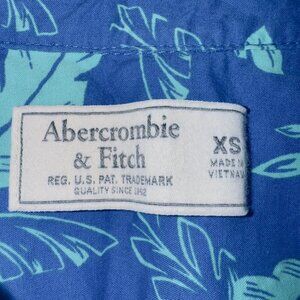 Abercrombie
& Fitch
REG. U.S. PAT. TRADEMARK
QUALITY SINCE 1892
XS
MADE IN
VIETNAM